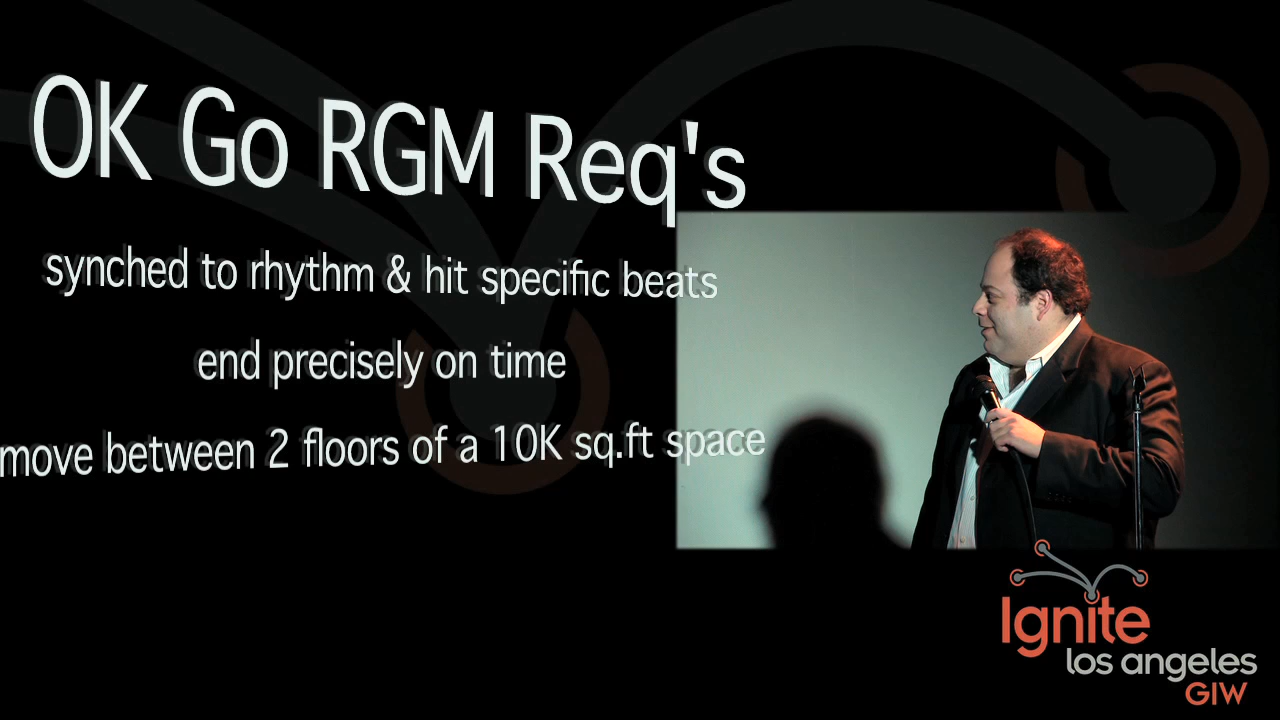 OK Go RGM Req's
synched to rhythm & hit specific beats
end precisely on time
move between 2 floors of a 10K sq.ft space
Ignite
los angeles
GIW